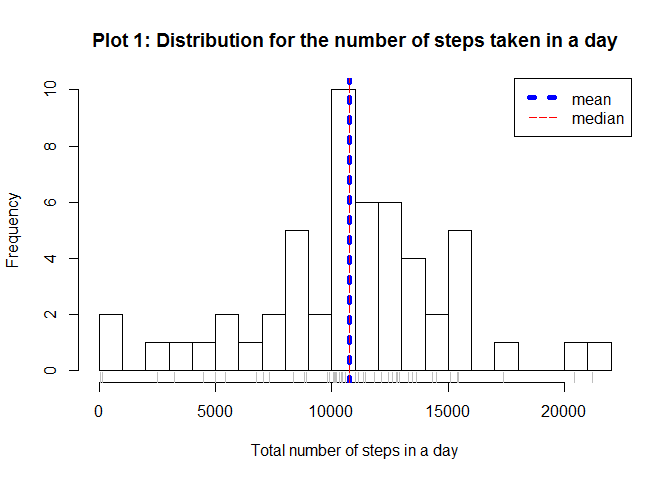 Plot 1: Distribution for the number of steps taken in a day
mean
median
Frequency
10
8
6
4
2
0
0 5000 10000 15000 20000
Total number of steps in a day